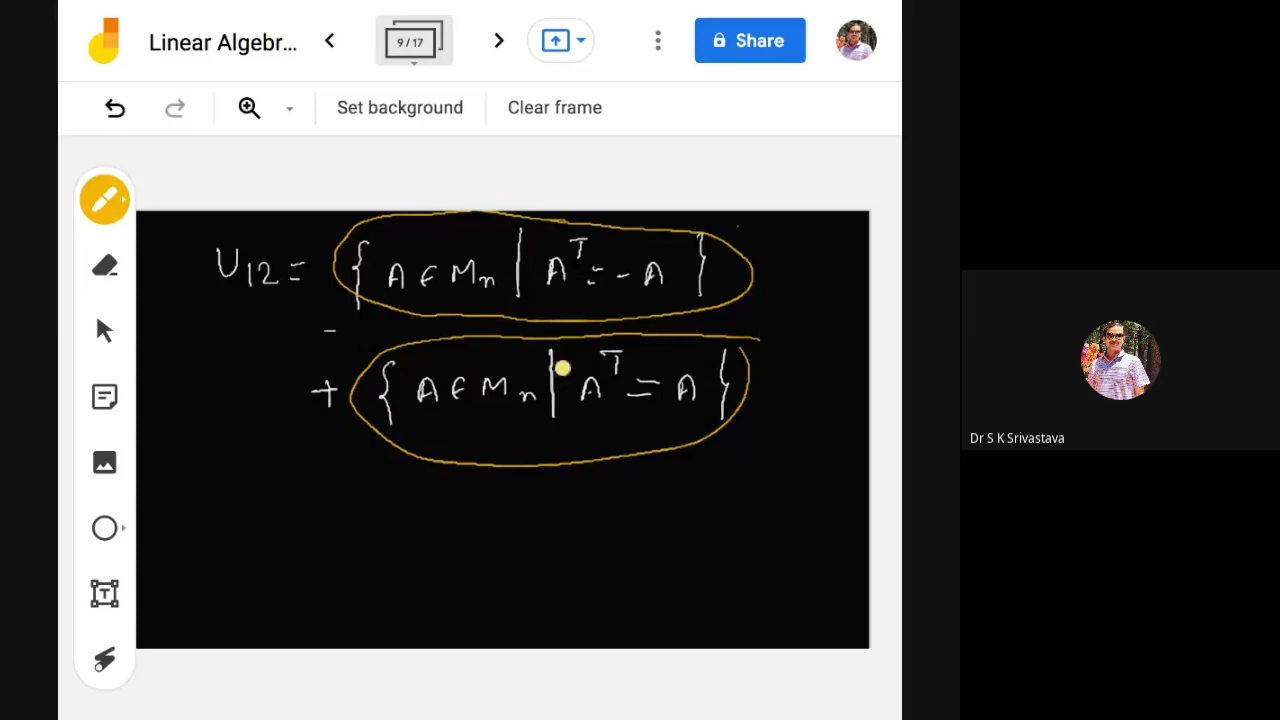 Linear Algebr...
9 / 17
Share
Set background
Clear frame
U12 = { A ∈ Mn | A^T = - A }
-
+ { A ∈ Mn | A^T = A }
T
Dr S K Srivastava